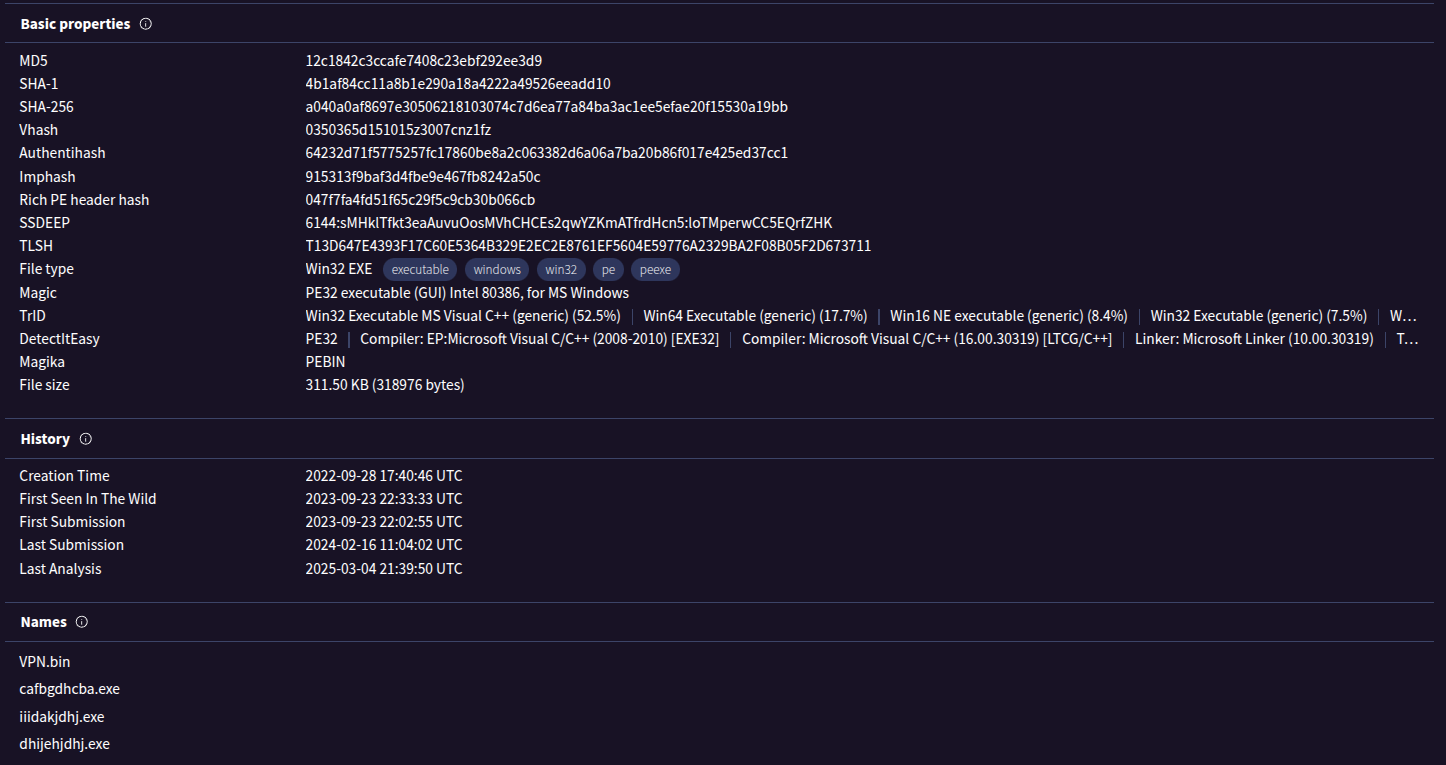 Basic properties
MD5 12c1842c3ccafe7408c23ebf292ee3d9
SHA-1 4b1af84cc11a8b1e290a18a4222a49526eeadd10
SHA-256 a040a0af8697e30506218103074c7d6ea77a84ba3ac1ee5efae20f15530a19bb
Vhash 0350365d151015z3007cnz1fz
Authentihash 64232d71f5775257fc17860be8a2c063382d6a06a7ba20b86f017e425ed37cc1
Imphash 915313f9baf3d4fbe9e467fb8242a50c
Rich PE header hash 047f7fa4fd51f65c29f5c9cb30b066cb
SSDEEP 6144:sMHklTfkt3eaAuvuOosMVhCHCEs2qwYZKmATfrdHcn5:loTMperwCC5EQrfZHK
TLSH T13D647E4393F17C60E5364B329E2EC2E8761EF5604E59776A2329BA2F08B05F2D673711
File type Win32 EXE executable windows win32 pe peexe
Magic PE32 executable (GUI) Intel 80386, for MS Windows
TrID Win32 Executable MS Visual C++ (generic) (52.5%) | Win64 Executable (generic) (17.7%) | Win16 NE executable (generic) (8.4%) | Win32 Executable (generic) (7.5%) | W…
DetectItEasy PE32 | Compiler: EP:Microsoft Visual C/C++ (2008-2010) [EXE32] | Compiler: Microsoft Visual C/C++ (16.00.30319) [LTCG/C++] | Linker: Microsoft Linker (10.00.30319) | T…
Magika PEBIN
File size 311.50 KB (318976 bytes)
History
Creation Time 2022-09-28 17:40:46 UTC
First Seen In The Wild 2023-09-23 22:33:33 UTC
First Submission 2023-09-23 22:02:55 UTC
Last Submission 2024-02-16 11:04:02 UTC
Last Analysis 2025-03-04 21:39:50 UTC
Names
VPN.bin
cafbgdhcba.exe
iiidakjdhj.exe
dhijehjdhj.exe